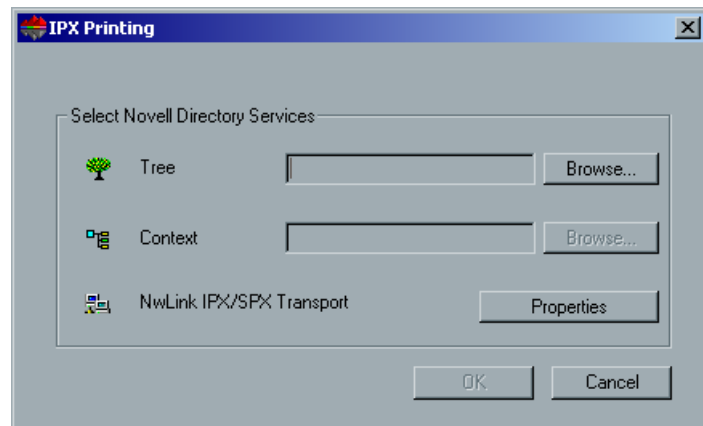 IPX Printing
Select Novell Directory Services
Tree
Browse...
Context
Browse...
NwLink IPX/SPX Transport
Properties
OK
Cancel